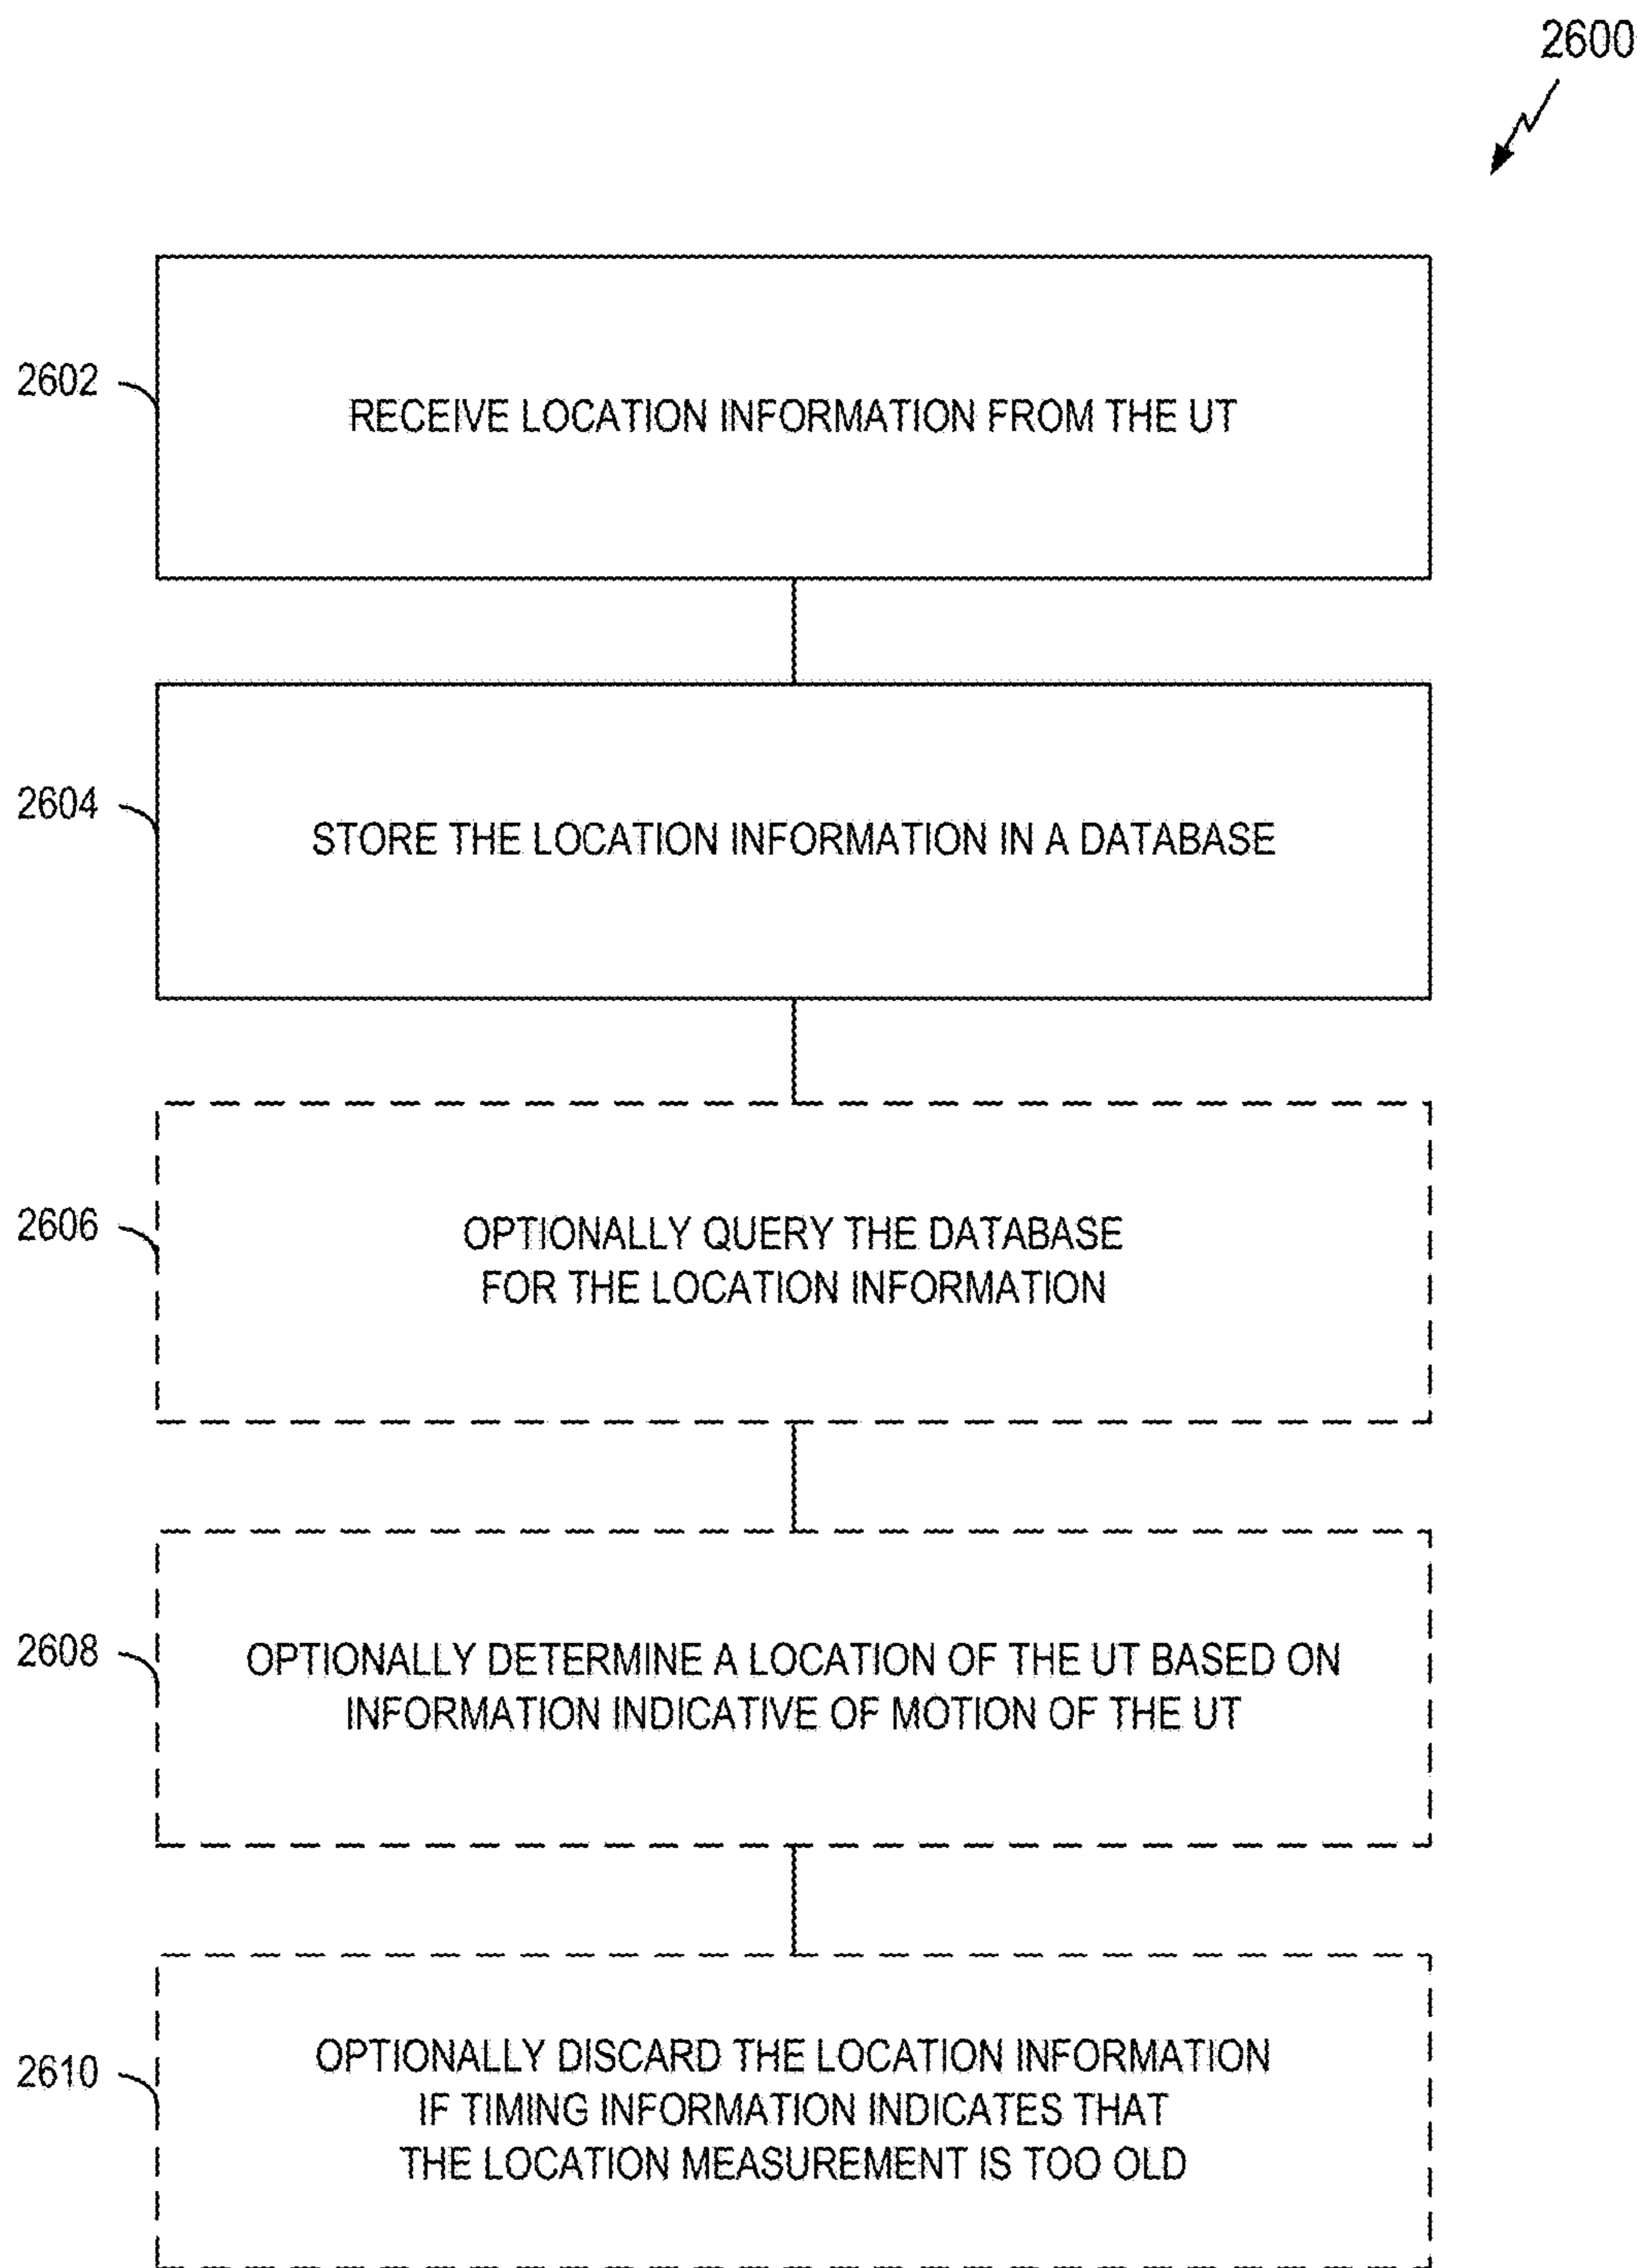 2600
2602
RECEIVE LOCATION INFORMATION FROM THE UT
2604
STORE THE LOCATION INFORMATION IN A DATABASE
2606
OPTIONALLY QUERY THE DATABASE
FOR THE LOCATION INFORMATION
2608
OPTIONALLY DETERMINE A LOCATION OF THE UT BASED ON
INFORMATION INDICATIVE OF MOTION OF THE UT
2610
OPTIONALLY DISCARD THE LOCATION INFORMATION
IF TIMING INFORMATION INDICATES THAT
THE LOCATION MEASUREMENT IS TOO OLD